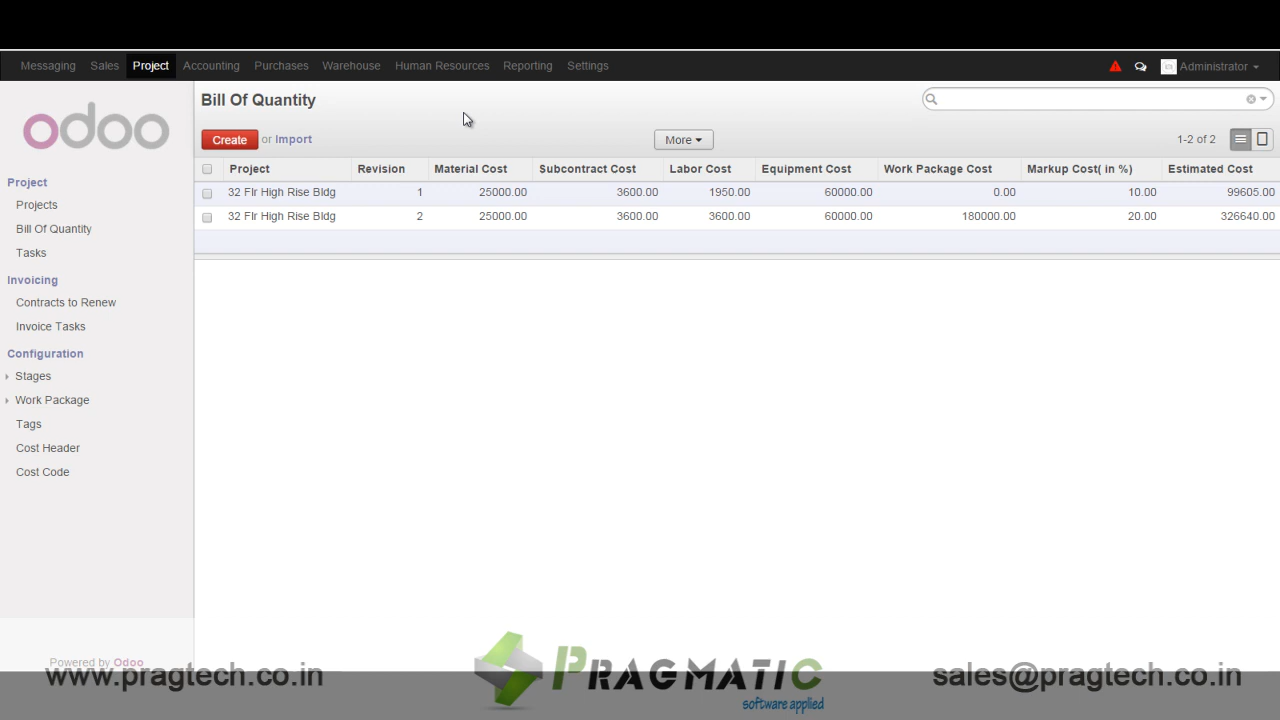 Messaging Sales Project Accounting Purchases Warehouse Human Resources Reporting Settings Administrator
odoo
Bill Of Quantity
Create or Import More 1-2 of 2
Project Revision Material Cost Subcontract Cost Labor Cost Equipment Cost Work Package Cost Markup Cost( in %) Estimated Cost
32 Flr High Rise Bldg 1 25000.00 3600.00 1950.00 60000.00 0.00 10.00 99605.00
32 Flr High Rise Bldg 2 25000.00 3600.00 3600.00 60000.00 180000.00 20.00 326640.00
Project
Projects
Bill Of Quantity
Tasks
Invoicing
Contracts to Renew
Invoice Tasks
Configuration
Stages
Work Package
Tags
Cost Header
Cost Code
Powered by Odoo
www.pragtech.co.in
PRAGMATIC
software applied
sales@pragtech.co.in